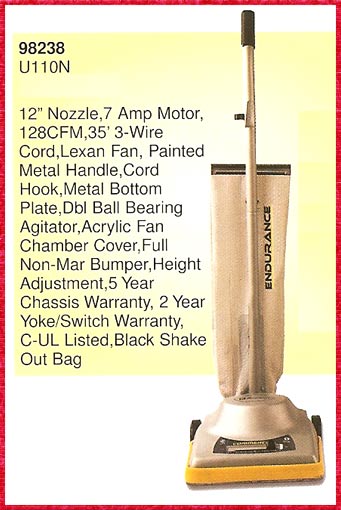 98238
U110N
12” Nozzle,7 Amp Motor,
128CFM,35’ 3-Wire
Cord,Lexan Fan, Painted
Metal Handle,Cord
Hook,Metal Bottom
Plate,Dbl Ball Bearing
Agitator,Acrylic Fan
Chamber Cover,Full
Non-Mar Bumper,Height
Adjustment,5 Year
Chassis Warranty, 2 Year
Yoke/Switch Warranty,
C-UL Listed,Black Shake
Out Bag
ENDURANCE